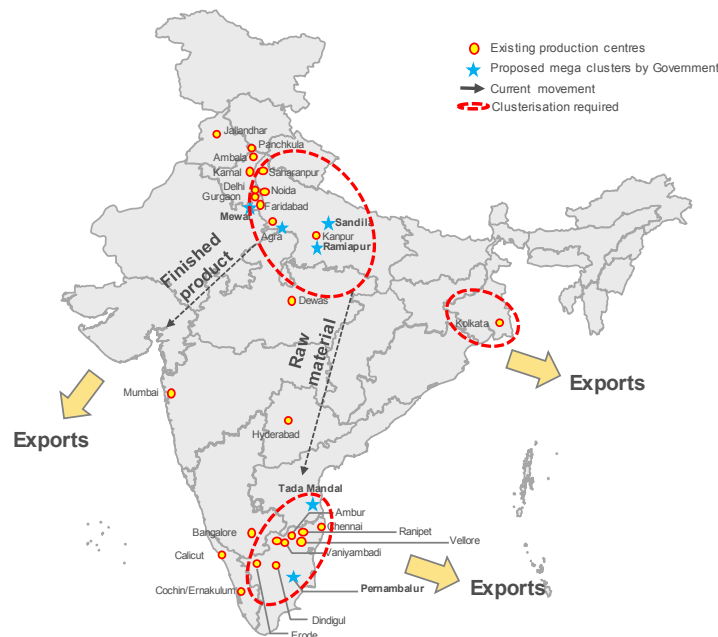 Existing production centres
Proposed mega clusters by Government
Current movement
Clusterisation required
Jallandhar
Panchkula
Ambala
Karnal
Saharanpur
Delhi
Noida
Gurgaon
Faridabad
Mewat
Sandila
Agra
Kanpur
Ramiapur
Finished
product
Dewas
Raw
material
Kolkata
Exports
Mumbai
Exports
Hyderabad
Tada Mandal
Ambur
Chennai
Bangalore
Ranipet
Vellore
Vaniyambadi
Calicut
Pernambalur
Exports
Cochin/Ernakulum
Dindigul
Erode